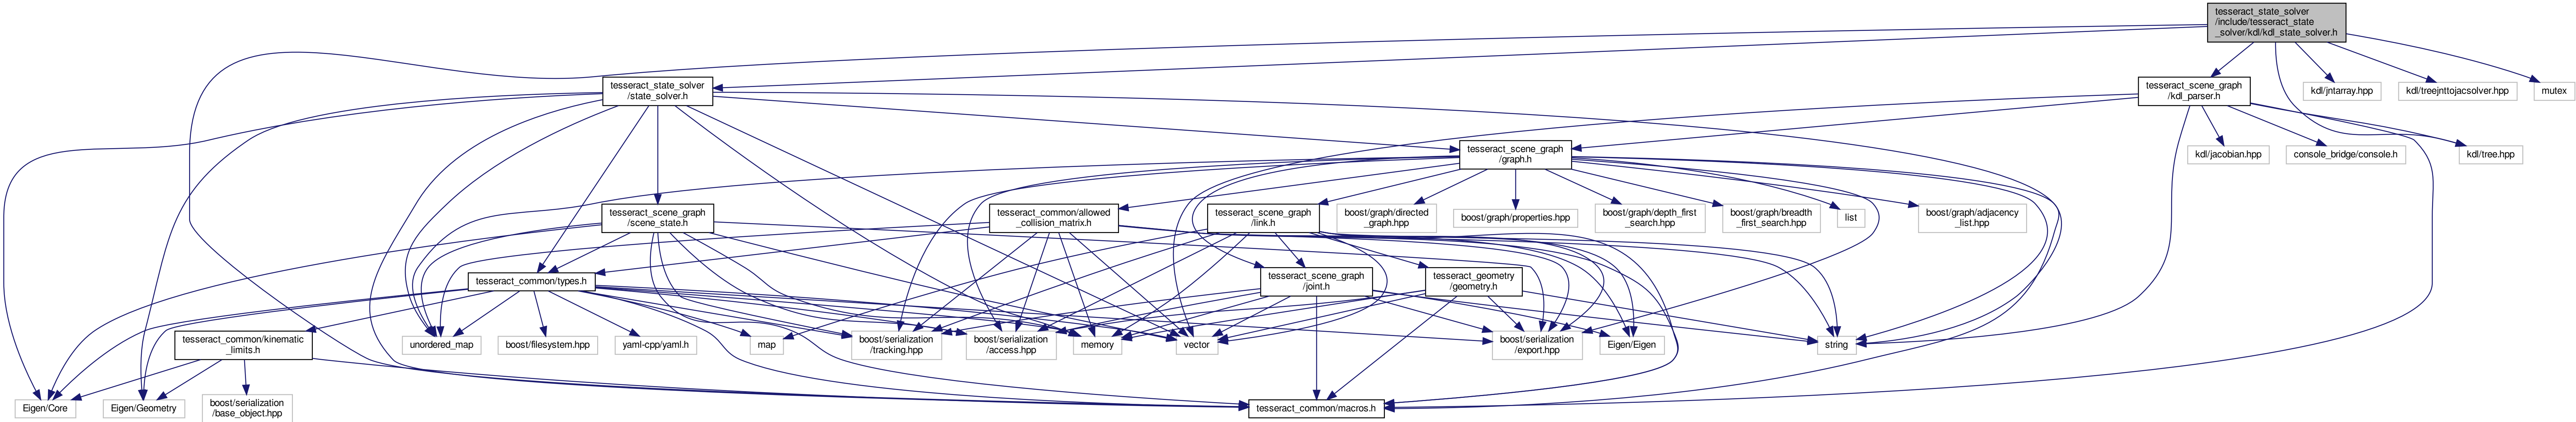 tesseract_state_solver
/include/tesseract_state
_solver/kdl/kdl_state_solver.h
tesseract_state_solver
/state_solver.h
tesseract_scene_graph
/kdl_parser.h
kdl/jntarray.hpp
kdl/treejnttojacsolver.hpp
mutex
tesseract_scene_graph
/graph.h
kdl/jacobian.hpp
console_bridge/console.h
kdl/tree.hpp
tesseract_scene_graph
/scene_state.h
tesseract_common/allowed
_collision_matrix.h
tesseract_scene_graph
/link.h
boost/graph/directed
_graph.hpp
boost/graph/properties.hpp
boost/graph/depth_first
_search.hpp
boost/graph/breadth
_first_search.hpp
list
boost/graph/adjacency
_list.hpp
tesseract_common/types.h
tesseract_scene_graph
/joint.h
tesseract_geometry
/geometry.h
tesseract_common/kinematic
_limits.h
unordered_map
boost/filesystem.hpp
yaml-cpp/yaml.h
map
boost/serialization
/tracking.hpp
boost/serialization
/access.hpp
memory
vector
boost/serialization
/export.hpp
Eigen/Eigen
string
Eigen/Core
Eigen/Geometry
boost/serialization
/base_object.hpp
tesseract_common/macros.h